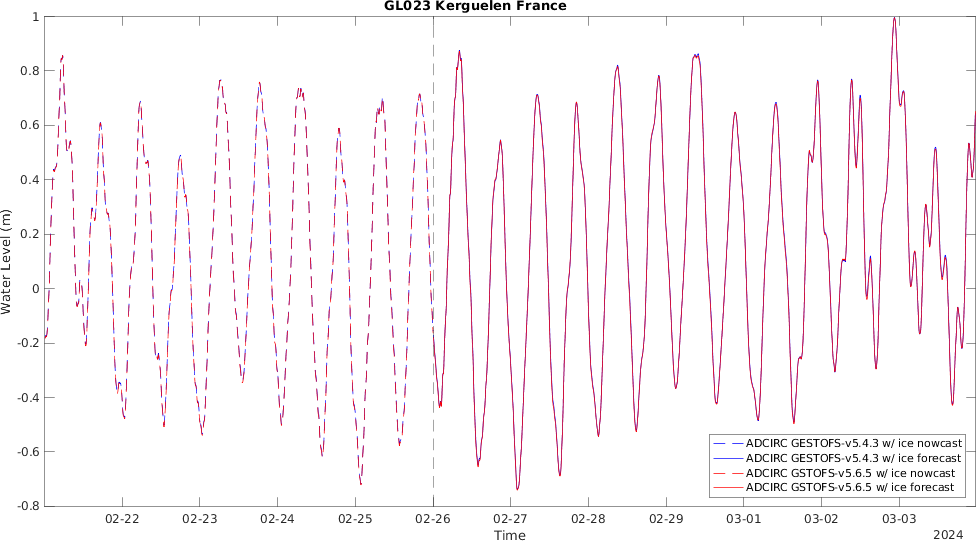 GL023 Kerguelen France
1
0.8
0.6
0.4
0.2
0
-0.2
-0.4
-0.6
-0.8
Water Level (m)
ADCIRC GESTOFS-v5.4.3 w/ ice nowcast
ADCIRC GESTOFS-v5.4.3 w/ ice forecast
ADCIRC GSTOFS-v5.6.5 w/ ice nowcast
ADCIRC GSTOFS-v5.6.5 w/ ice forecast
02-22 02-23 02-24 02-25 02-26 02-27 02-28 02-29 03-01 03-02 03-03
Time
2024